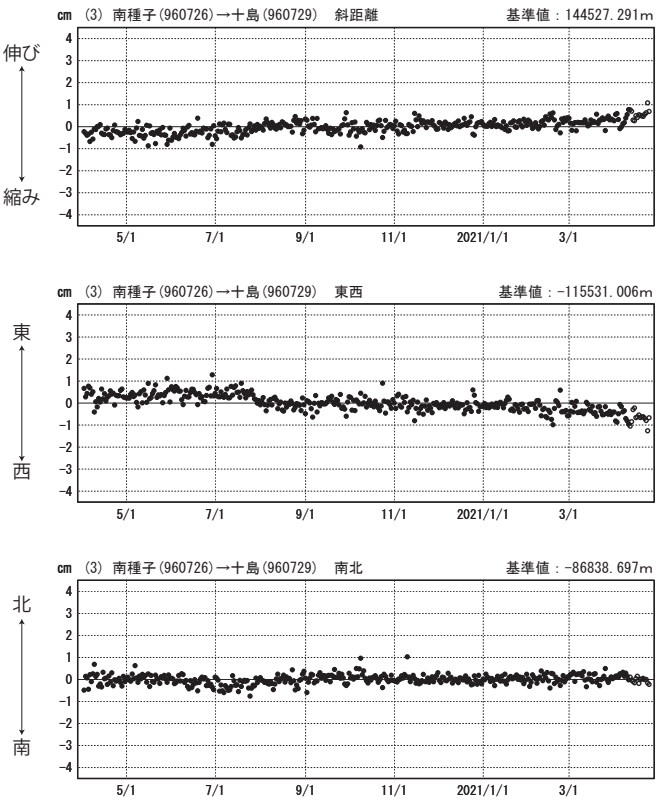 cm (3) 南種子(960726)→十島(960729) 斜距離 基準値:144527.291m
伸び
縮み
4
3
2
1
0
-1
-2
-3
-4
5/1 7/1 9/1 11/1 2021/1/1 3/1
cm (3) 南種子(960726)→十島(960729) 東西 基準値:-115531.006m
東
西
4
3
2
1
0
-1
-2
-3
-4
5/1 7/1 9/1 11/1 2021/1/1 3/1
cm (3) 南種子(960726)→十島(960729) 南北 基準値:-86838.697m
北
南
4
3
2
1
0
-1
-2
-3
-4
5/1 7/1 9/1 11/1 2021/1/1 3/1